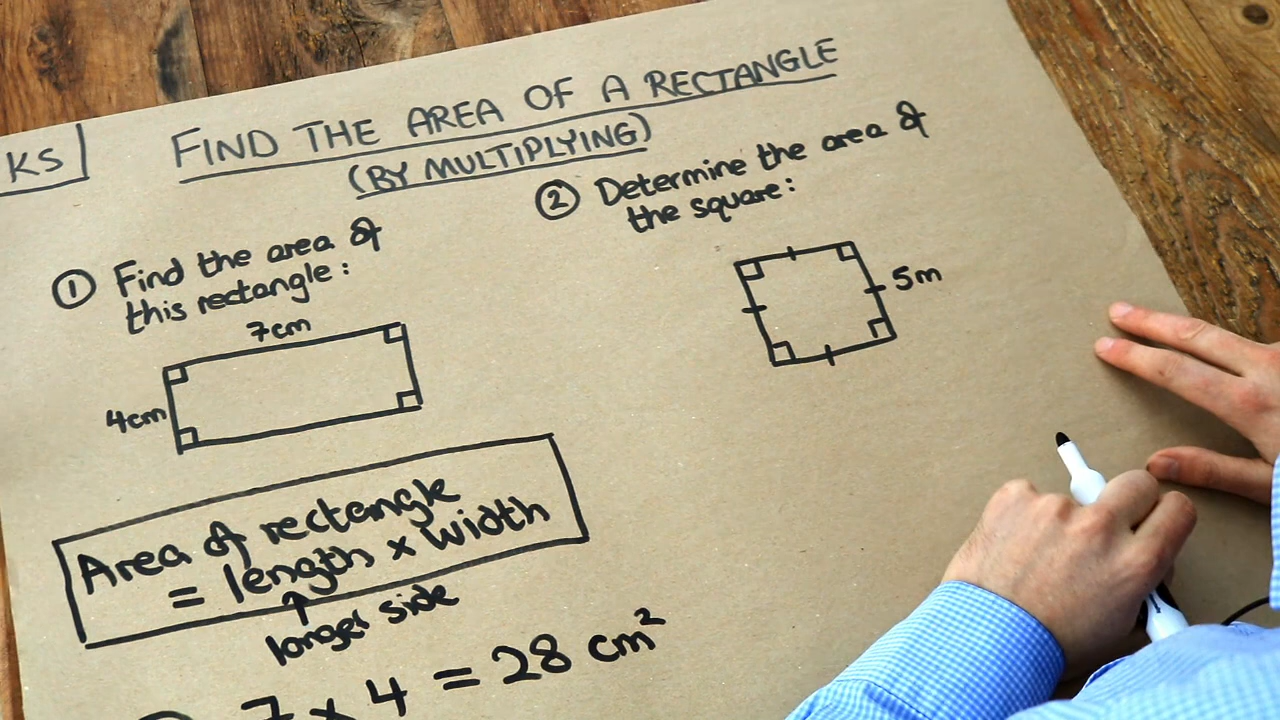 KS
FIND THE AREA OF A RECTANGLE
(BY MULTIPLYING)
① Find the area of
this rectangle:
7cm
4cm
Area of rectangle
= length × width
longer side
7 × 4 = 28 cm²
② Determine the area of
the square:
5m